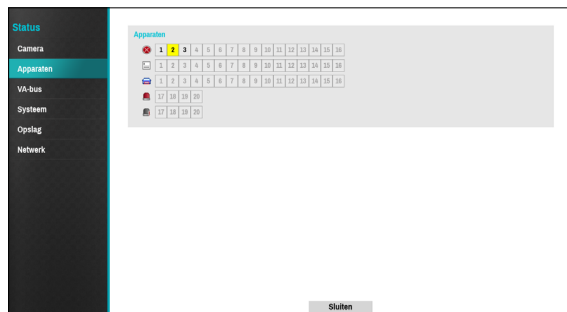 Status
Camera
Apparaten
VA-bus
Systeem
Opslag
Netwerk
Apparaten
1 2 3 4 5 6 7 8 9 10 11 12 13 14 15 16
1 2 3 4 5 6 7 8 9 10 11 12 13 14 15 16
1 2 3 4 5 6 7 8 9 10 11 12 13 14 15 16
17 18 19 20
17 18 19 20
Sluiten